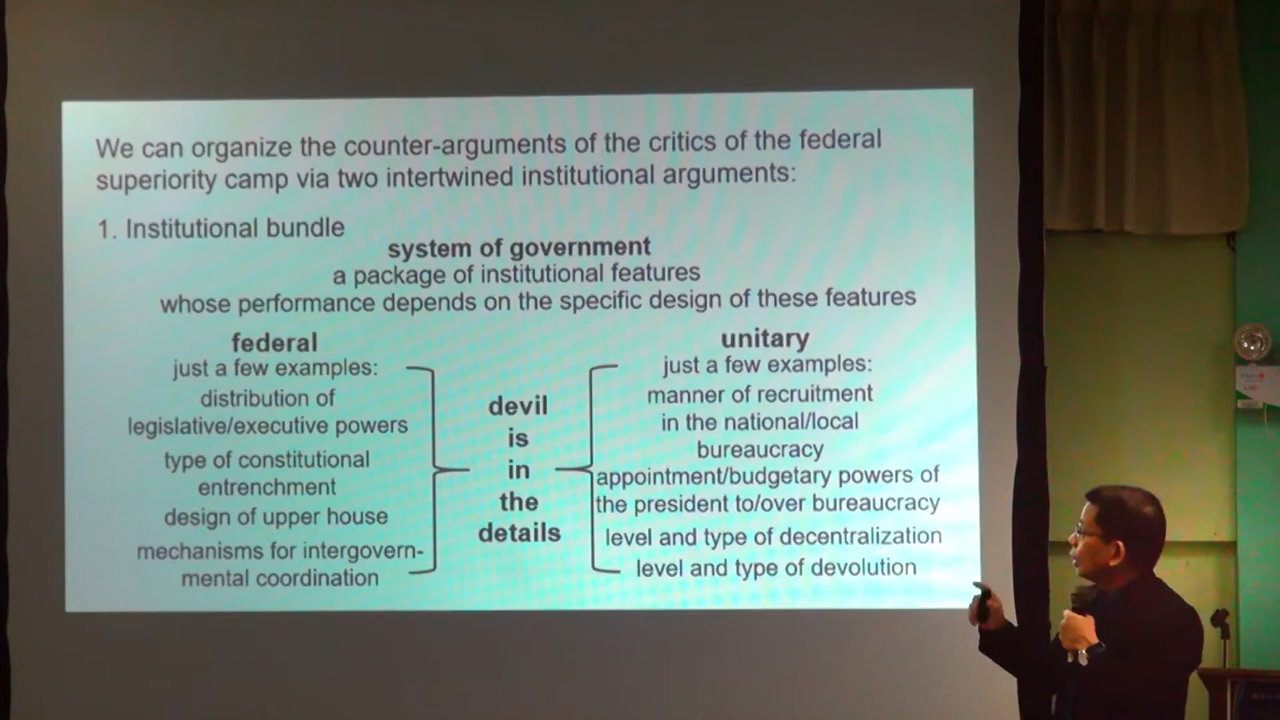 We can organize the counter-arguments of the critics of the federal
superiority camp via two intertwined institutional arguments:
1. Institutional bundle
system of government
a package of institutional features
whose performance depends on the specific design of these features
federal
just a few examples:
distribution of
legislative/executive powers
type of constitutional
entrenchment
design of upper house
mechanisms for intergovern-
mental coordination
devil
is
in
the
details
unitary
just a few examples:
manner of recruitment
in the national/local
bureaucracy
appointment/budgetary powers of
the president to/over bureaucracy
level and type of decentralization
level and type of devolution